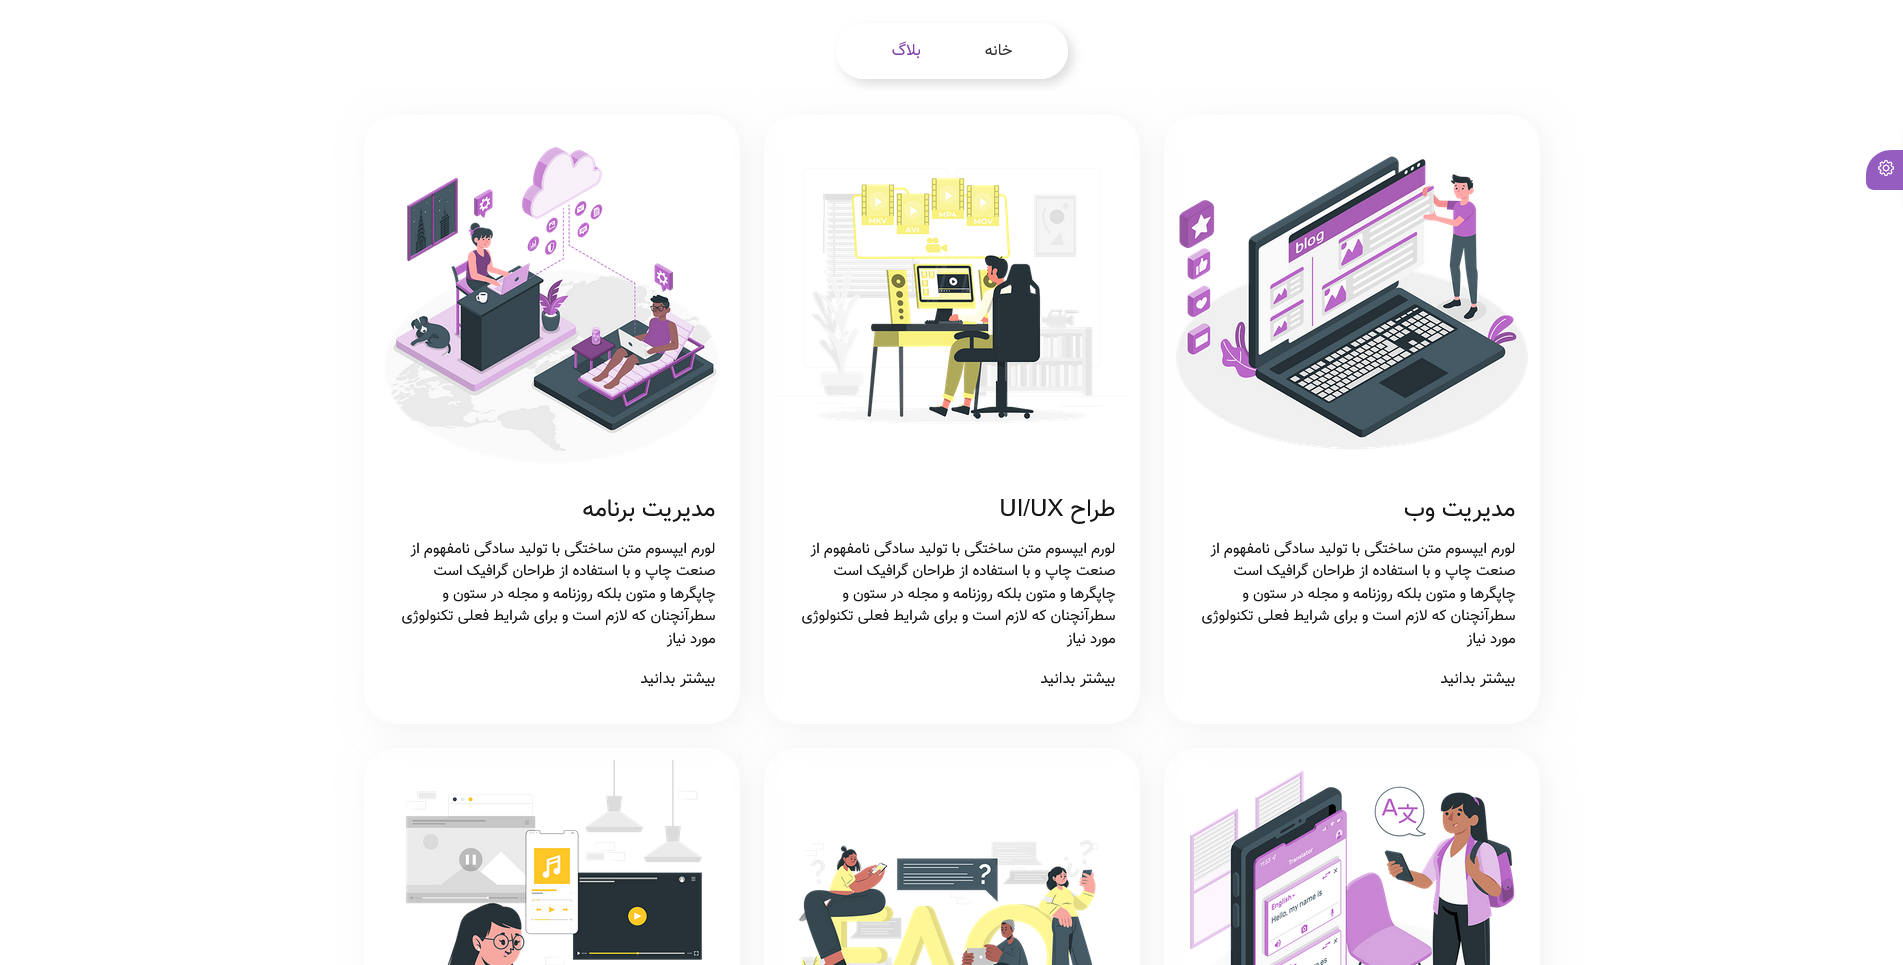 خانه
بلاگ
blog
MKV
AVI
MP4
MOV
مدیریت وب
لورم ایپسوم متن ساختگی با تولید سادگی نامفهوم از
صنعت چاپ و با استفاده از طراحان گرافیک است
چاپگرها و متون بلکه روزنامه و مجله در ستون و
سطرآنچنان که لازم است و برای شرایط فعلی تکنولوژی
مورد نیاز
بیشتر بدانید
طراح UI/UX
لورم ایپسوم متن ساختگی با تولید سادگی نامفهوم از
صنعت چاپ و با استفاده از طراحان گرافیک است
چاپگرها و متون بلکه روزنامه و مجله در ستون و
سطرآنچنان که لازم است و برای شرایط فعلی تکنولوژی
مورد نیاز
بیشتر بدانید
مدیریت برنامه
لورم ایپسوم متن ساختگی با تولید سادگی نامفهوم از
صنعت چاپ و با استفاده از طراحان گرافیک است
چاپگرها و متون بلکه روزنامه و مجله در ستون و
سطرآنچنان که لازم است و برای شرایط فعلی تکنولوژی
مورد نیاز
بیشتر بدانید
A文
Translator
English
Hello, my name is
?
FAQ